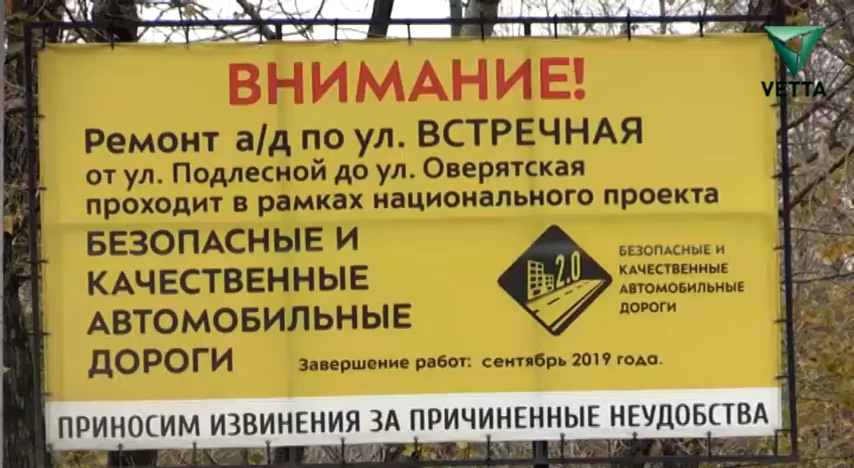 VETTA
ВНИМАНИЕ!
Ремонт а/д по ул. ВСТРЕЧНАЯ
от ул. Подлесной до ул. Оверятская
проходит в рамках национального проекта
БЕЗОПАСНЫЕ И
КАЧЕСТВЕННЫЕ
АВТОМОБИЛЬНЫЕ
ДОРОГИ
2.0
БЕЗОПАСНЫЕ И
КАЧЕСТВЕННЫЕ
АВТОМОБИЛЬНЫЕ
ДОРОГИ
Завершение работ: сентябрь 2019 года.
ПРИНОСИМ ИЗВИНЕНИЯ ЗА ПРИЧИНЕННЫЕ НЕУДОБСТВА